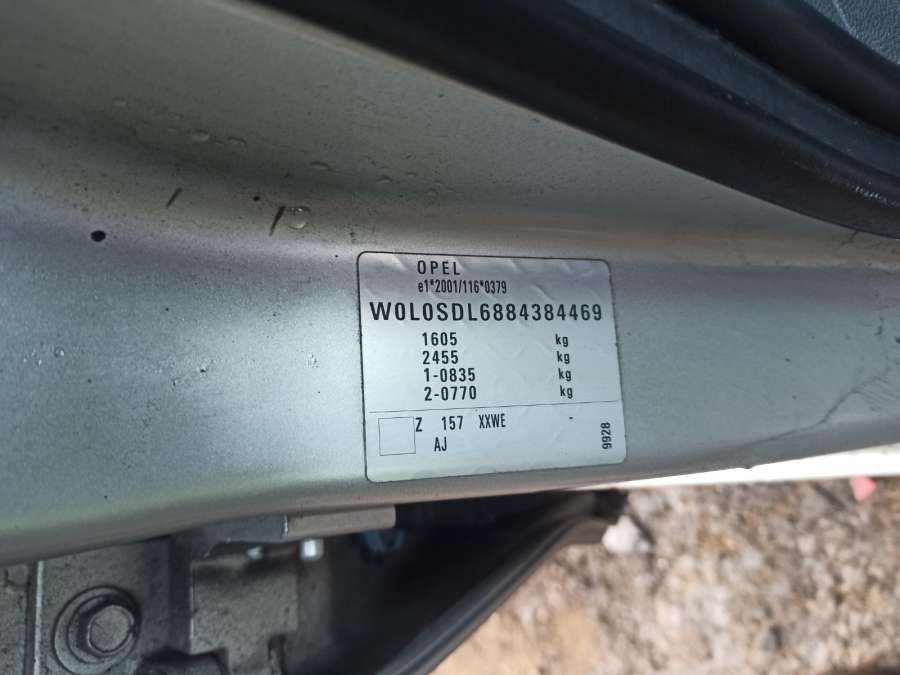 OPEL
e1*2001/116*0379
W0L0SDL6884384469
1605 kg
2455 kg
1-0835 kg
2-0770 kg
Z 157 XXWE -
AJ
9928